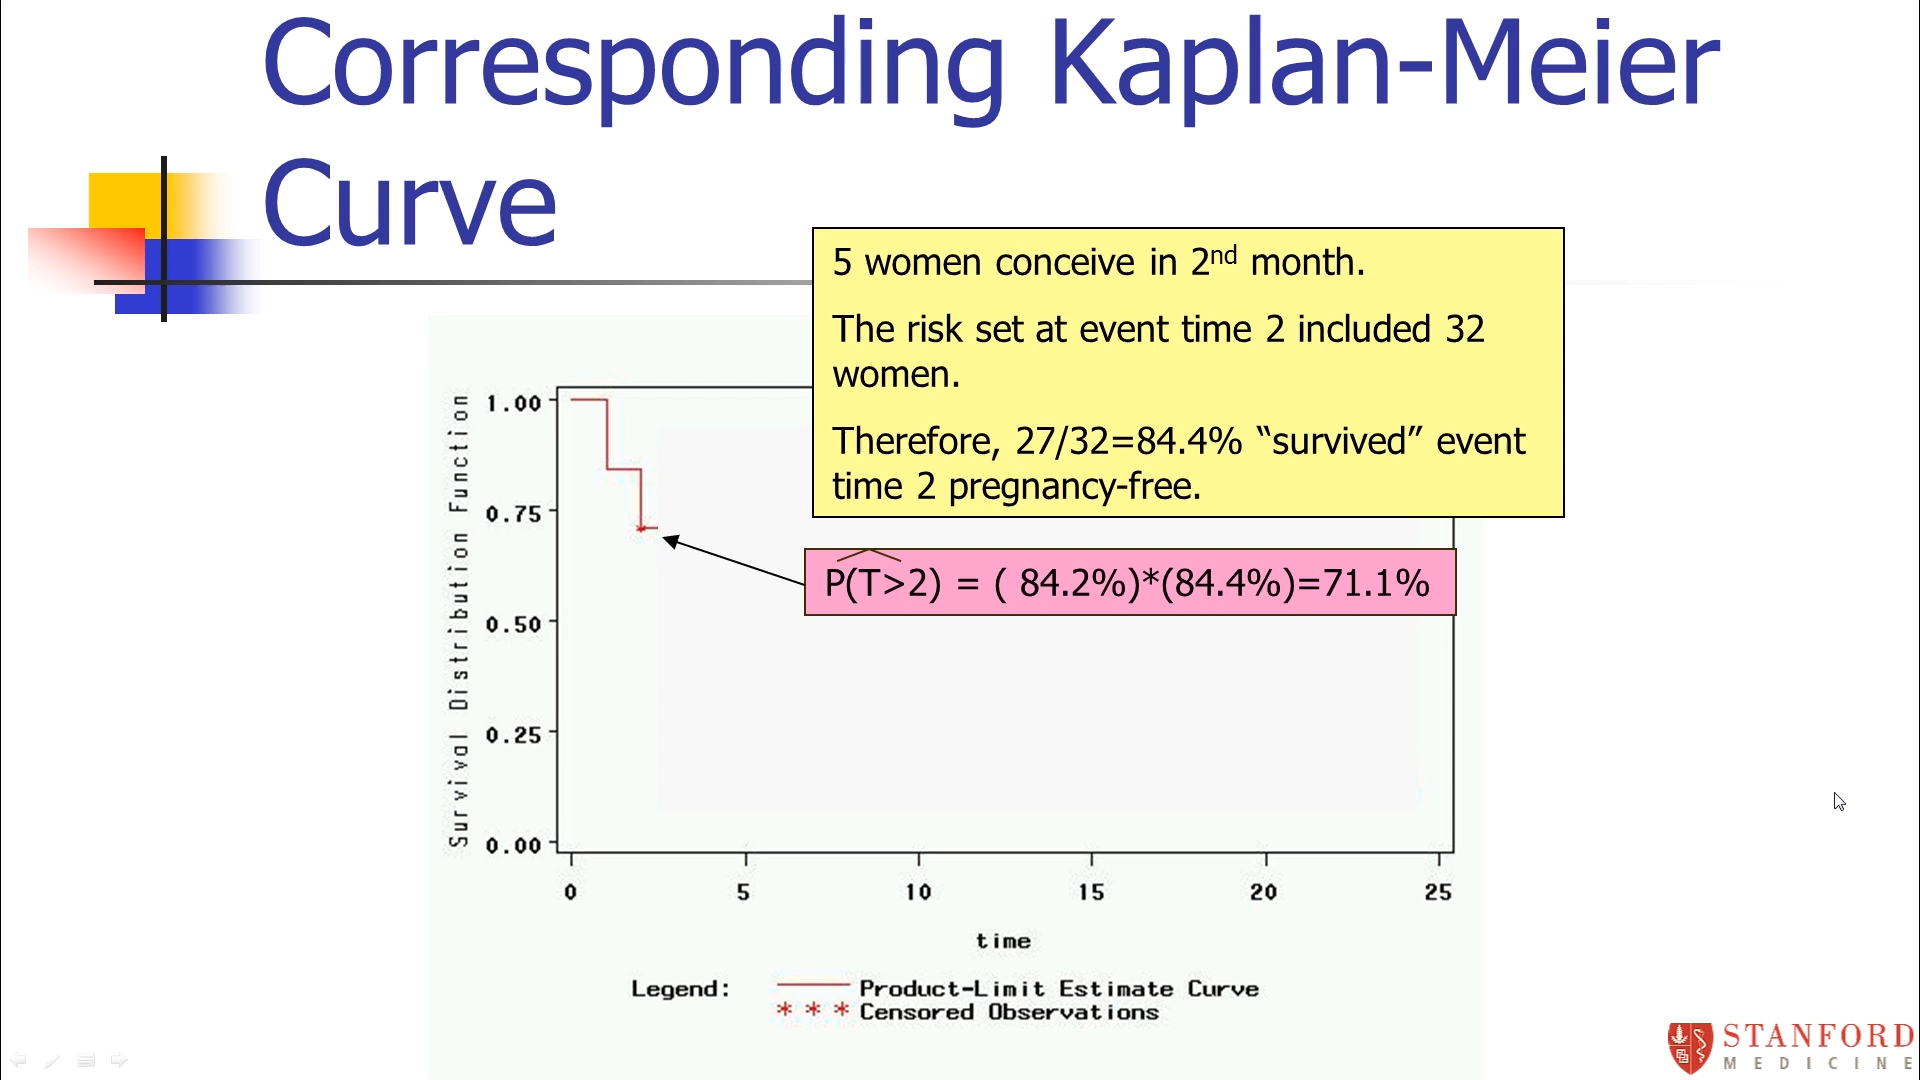 Corresponding Kaplan-Meier
Curve
5 women conceive in 2nd month.
The risk set at event time 2 included 32
women.
Therefore, 27/32=84.4% “survived” event
time 2 pregnancy-free.
P(T>2) = ( 84.2%)*(84.4%)=71.1%
Survival Distribution Function
1.00
0.75
0.50
0.25
0.00
0 5 10 15 20 25
time
Legend: Product-Limit Estimate Curve
* * * Censored Observations
STANFORD
MEDICINE